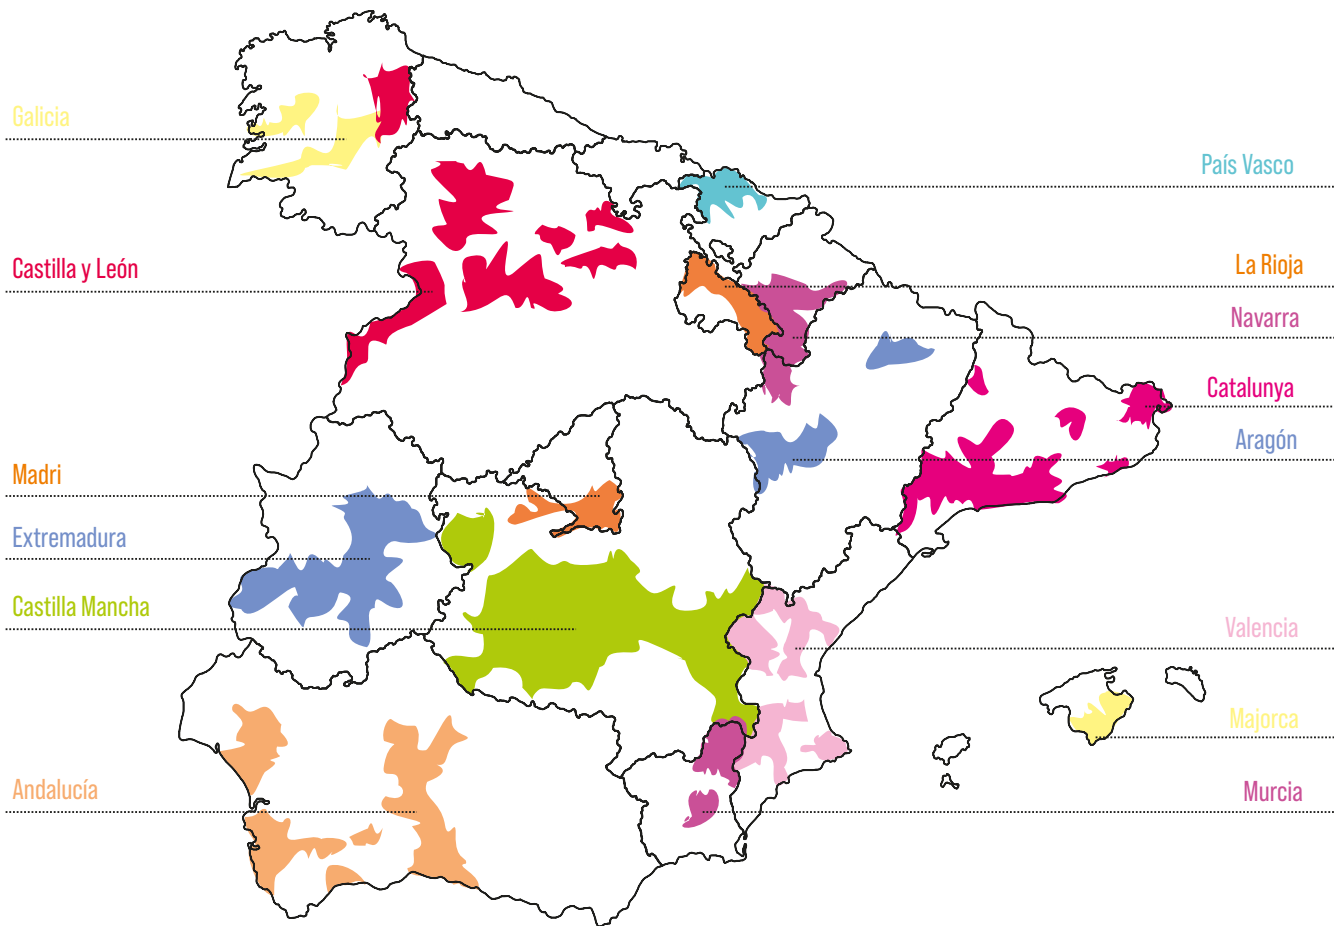 Galicia
País Vasco
La Rioja
Castilla y León
Navarra
Catalunya
Aragón
Madri
Extremadura
Castilla Mancha
Valencia
Majorca
Andalucía
Murcia